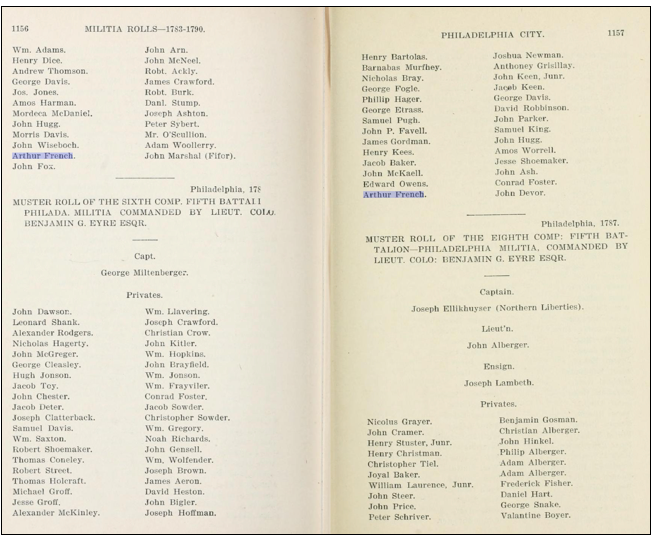 1156 MILITIA ROLLS—1783-1790.
Wm. Adams.
Henry Dice.
Andrew Thomson.
George Davis.
Jos. Jones.
Amos Harman.
Mordeca McDaniel.
John Hugg.
Morris Davis.
John Wiseboch.
Arthur French.
John Fox.
John Arn.
John McNeel.
Robt. Ackly.
James Crawford.
Robt. Burk.
Danl. Stump.
Joseph Ashton.
Peter Sybert.
Mr. O'Scullion.
Adam Woollerry.
John Marshal (Fifer).
Philadelphia, 178
MUSTER ROLL OF THE SIXTH COMP. FIFTH BATTAL
PHILADA. MILITIA COMMANDED BY LIEUT. COLO.
BENJAMIN G. EYRE ESQR.
Capt.
George Miltenberger.
Privates.
John Dawson.
Leonard Shank.
Alexander Rodgers.
Nicholas Hagerty.
John McGreger.
George Cleasley.
Hugh Jonson.
Jacob Toy.
John Chester.
Jacob Deter.
Joseph Clatterback.
Samuel Davis.
Wm. Saxton.
Robert Shoemaker.
Thomas Coneley.
Robert Street.
Thomas Holcraft.
Michael Groff.
Jesse Groff.
Alexander McKinley.
Wm. Llavering.
Joseph Crawford.
Christian Crow.
John Kitler.
Wm. Hopkins.
John Brayfield.
Wm. Jonson.
Wm. Frayviler.
Conrad Foster,
Jacob Sowder.
Christopher Sowder.
Wm. Gregory.
Noah Richards.
John Gensell.
Wm. Wolfender.
Joseph Brown.
James Aeron.
David Heston.
John Bigler.
Joseph Hoffman.
PHILADELPHIA CITY. 1157
Henry Bartolas.
Barnabas Murfhey.
Nicholas Bray.
George Fogle.
Phillip Hager.
George Etrass.
Samuel Pugh.
John P. Favell.
James Gordman.
Henry Kees.
Jacob Baker.
John McKaell.
Edward Owens.
Arthur French.
Joshua Newman.
Anthoney Grisillay.
John Keen, Junr.
Jacob Keen.
George Davis.
David Robbinson.
John Parker.
Samuel King.
John Hugg.
Amos Worrell.
Jesse Shoemaker.
John Ash.
Conrad Foster.
John Devor.
Philadelphia, 1787.
MUSTER ROLL OF THE EIGHTH COMP: FIFTH BAT-
TALION—PHILADELPHIA MILITIA, COMMANDED BY
LIEUT. COLO: BENJAMIN G. EYRE ESQR.
Captain.
Joseph Ellikhuyser (Northern Liberties).
Lieut'n.
John Alberger.
Ensign.
Joseph Lambeth.
Privates.
Nicolus Grayer.
John Cramer.
Henry Stuster, Junr.
Henry Christman.
Christopher Tiel.
Joyal Baker.
William Laurence, Junr.
John Steer.
John Price.
Peter Schriver.
Benjamin Gosman.
Christian Alberger.
John Hinkel.
Philip Alberger.
Adam Alberger.
Adam Alberger.
Frederick Fisher.
Daniel Hart.
George Snake,
Valantine Boyer.